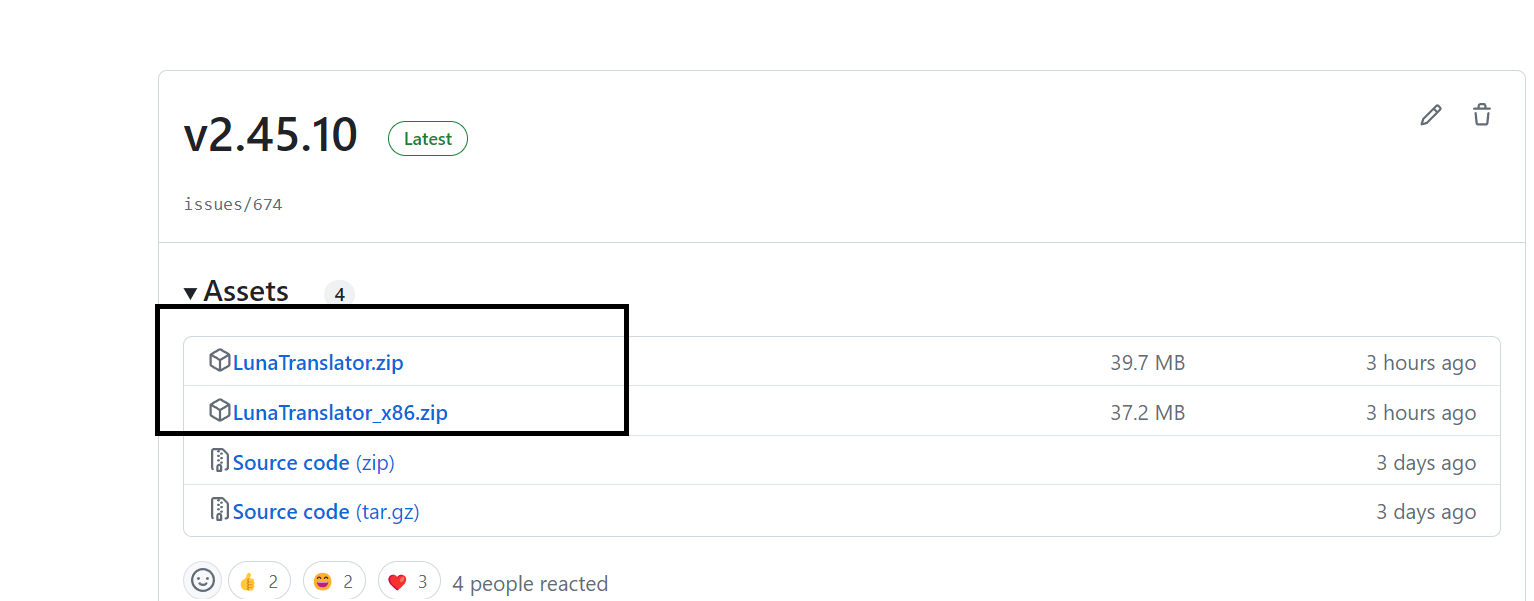 v2.45.10 Latest
issues/674
Assets 4
LunaTranslator.zip 39.7 MB 3 hours ago
LunaTranslator_x86.zip 37.2 MB 3 hours ago
Source code (zip) 3 days ago
Source code (tar.gz) 3 days ago
2 2 3 4 people reacted